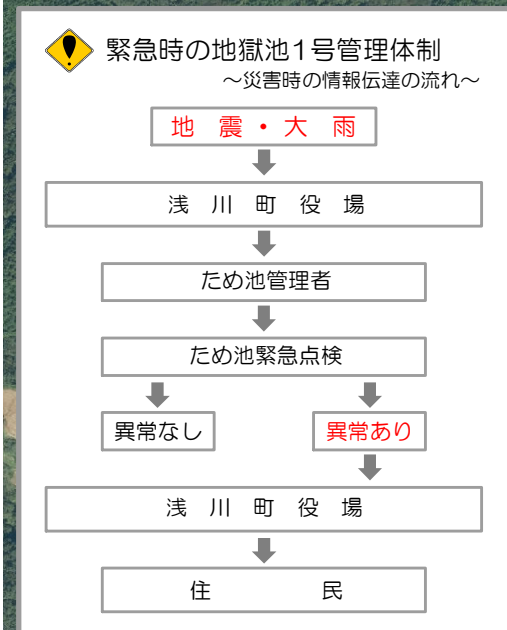 緊急時の地獄池1号管理体制
～災害時の情報伝達の流れ～
地 震・大 雨
浅 川 町 役 場
ため池管理者
ため池緊急点検
異常なし 異常あり
浅 川 町 役 場
住 民